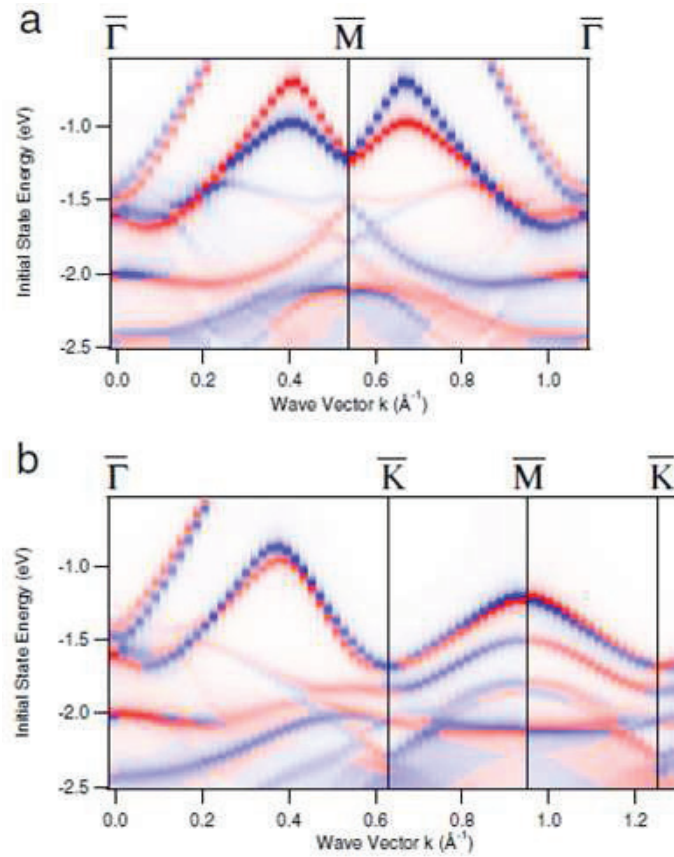 a
Γ̅ M̅ Γ̅
Initial State Energy (eV)
-1.0
-1.5
-2.0
-2.5
0.0 0.2 0.4 0.6 0.8 1.0
Wave Vector k (Å⁻¹)
b
Γ̅ K̅ M̅ K̅
Initial State Energy (eV)
-1.0
-1.5
-2.0
-2.5
0.0 0.2 0.4 0.6 0.8 1.0 1.2
Wave Vector k (Å⁻¹)